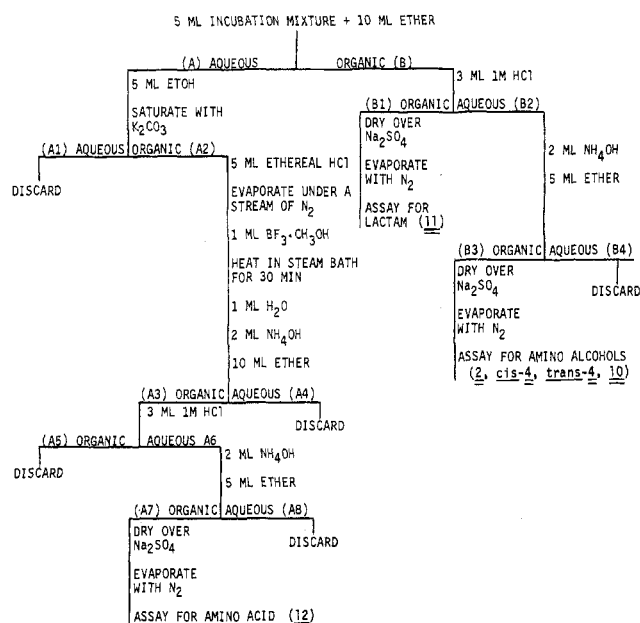 5 ML INCUBATION MIXTURE + 10 ML ETHER
(A) AQUEOUS
ORGANIC (B)
5 ML ETOH
SATURATE WITH
K2CO3
(A1) AQUEOUS
ORGANIC (A2)
DISCARD
5 ML ETHEREAL HCl
EVAPORATE UNDER A
STREAM OF N2
1 ML BF3·CH3OH
HEAT IN STEAM BATH
FOR 30 MIN
1 ML H2O
2 ML NH4OH
10 ML ETHER
(A3) ORGANIC
AQUEOUS (A4)
3 ML 1M HCl
DISCARD
(A5) ORGANIC
AQUEOUS A6
DISCARD
2 ML NH4OH
5 ML ETHER
(A7) ORGANIC
AQUEOUS (A8)
DRY OVER
Na2SO4
DISCARD
EVAPORATE
WITH N2
ASSAY FOR AMINO ACID (12)
3 ML 1M HCl
(B1) ORGANIC
AQUEOUS (B2)
DRY OVER
Na2SO4
EVAPORATE
WITH N2
ASSAY FOR
LACTAM (11)
2 ML NH4OH
5 ML ETHER
(B3) ORGANIC
AQUEOUS (B4)
DRY OVER
Na2SO4
DISCARD
EVAPORATE
WITH N2
ASSAY FOR AMINO ALCOHOLS
(2, cis-4, trans-4, 10)